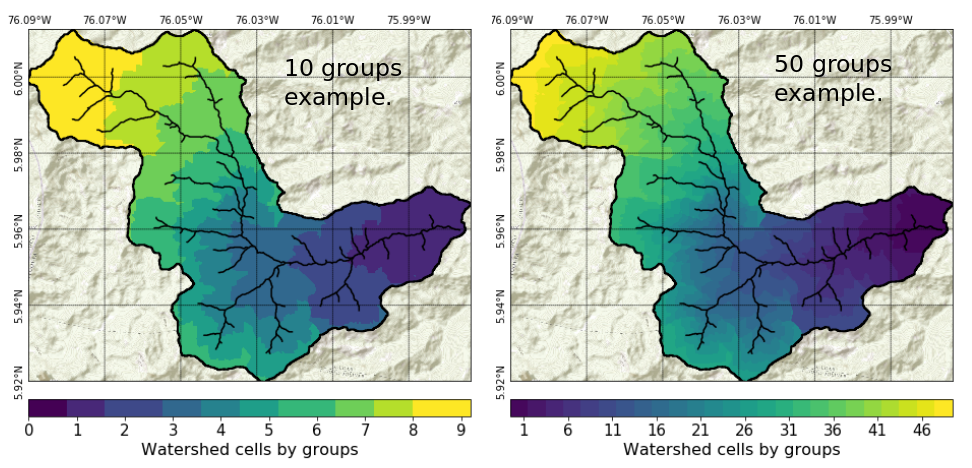 76.09°W 76.07°W 76.05°W 76.03°W 76.01°W 75.99°W
76.09°W 76.07°W 76.05°W 76.03°W 76.01°W 75.99°W
10 groups
example.
50 groups
example.
6.00°N
5.98°N
5.96°N
5.94°N
5.92°N
6.00°N
5.98°N
5.96°N
5.94°N
5.92°N
0 1 2 3 4 5 6 7 8 9
Watershed cells by groups
1 6 11 16 21 26 31 36 41 46
Watershed cells by groups